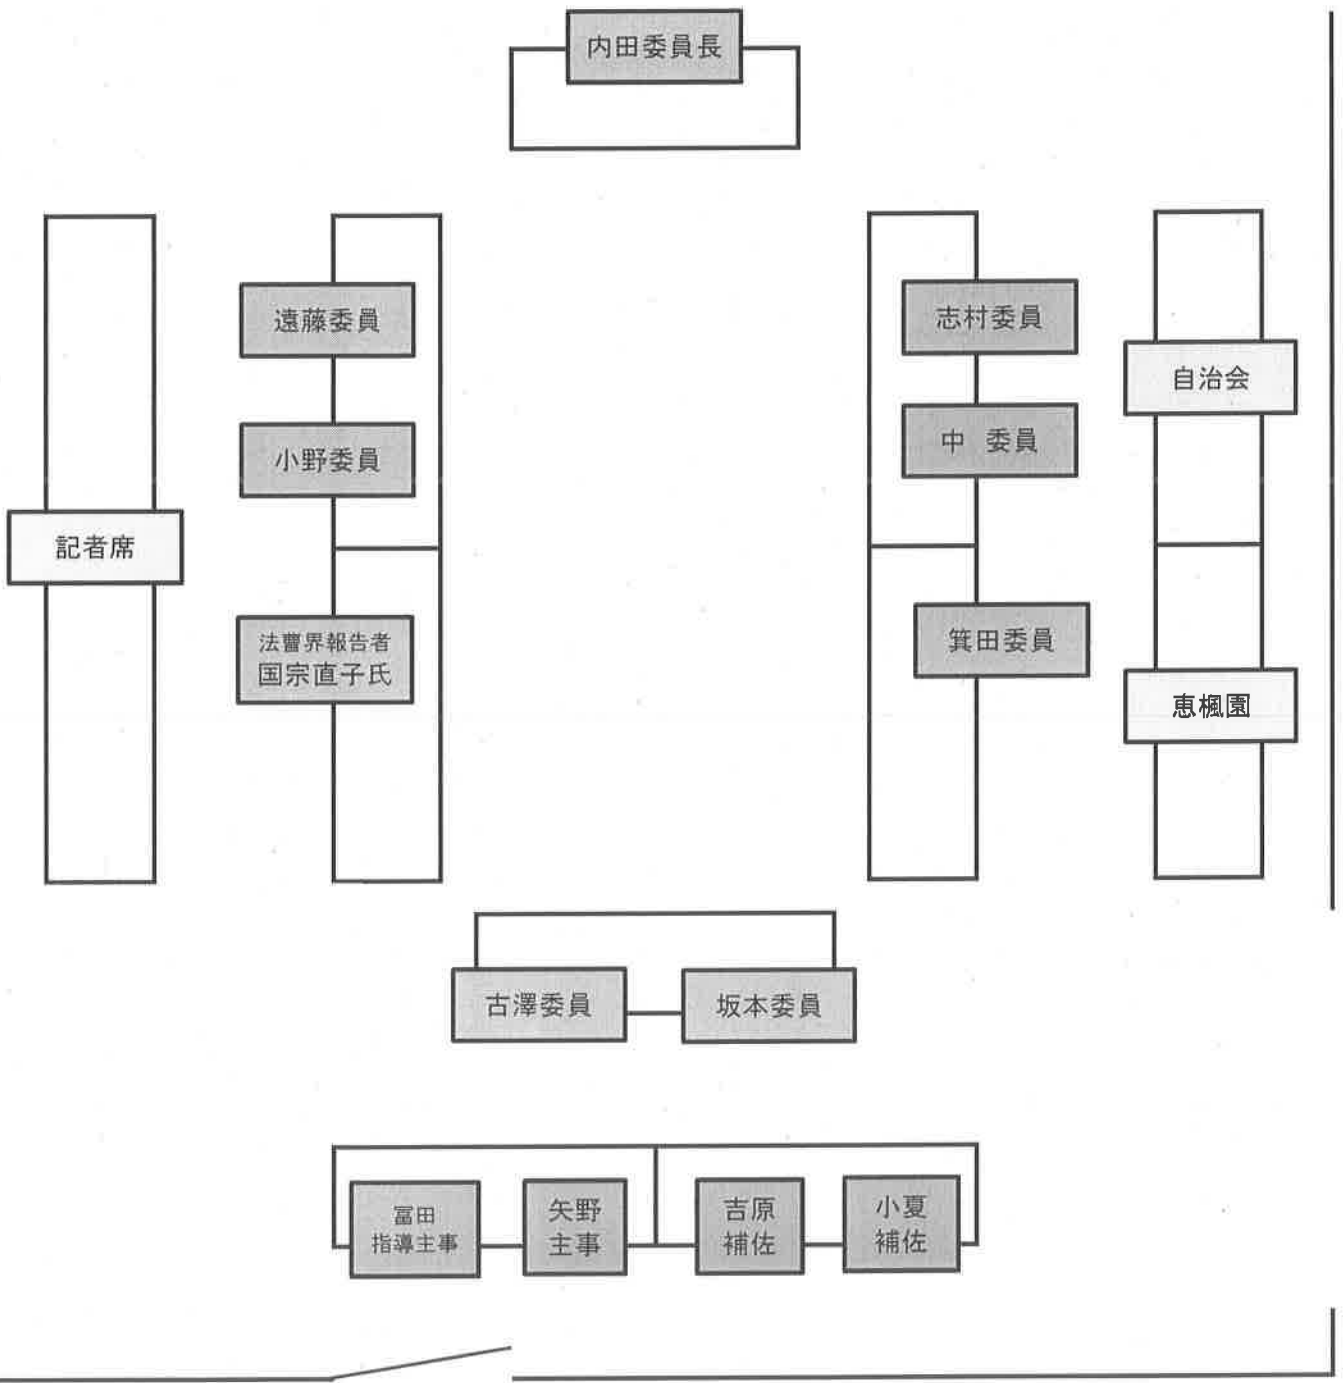 内田委員長
遠藤委員
小野委員
法曹界報告者
国宗直子氏
記者席
志村委員
中 委員
箕田委員
自治会
恵楓園
古澤委員
坂本委員
冨田
指導主事
矢野
主事
吉原
補佐
小夏
補佐